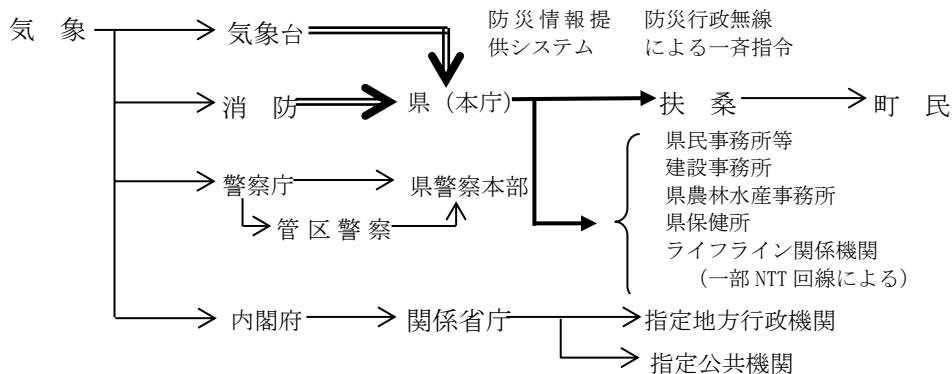 防災情報提 防災行政無線
供システム による一斉指令
気 象 気象台
消 防 県（本庁） 扶 桑 町 民
県民事務所等
建設事務所
警察庁 県警察本部 県農林水産事務所
管区警察 県保健所
ライフライン関係機関
（一部 NTT 回線による）
内閣府 関係省庁 指定地方行政機関
指定公共機関